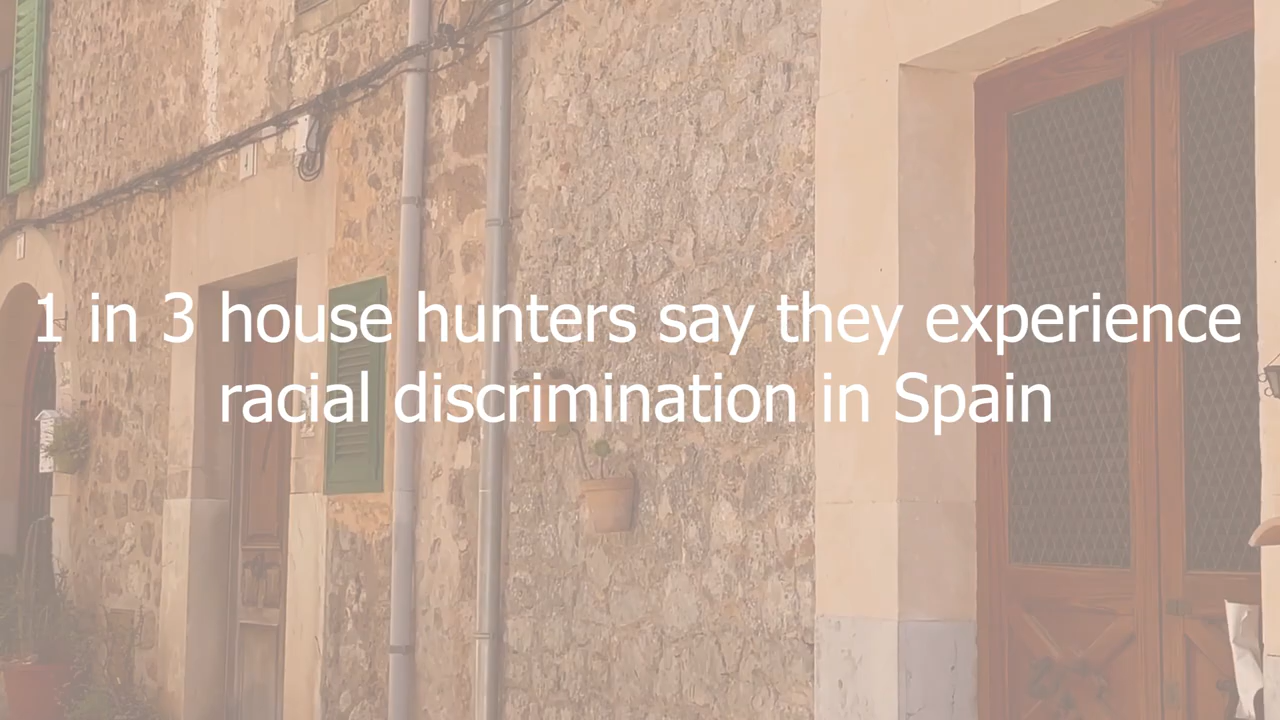 1 in 3 house hunters say they experience
racial discrimination in Spain